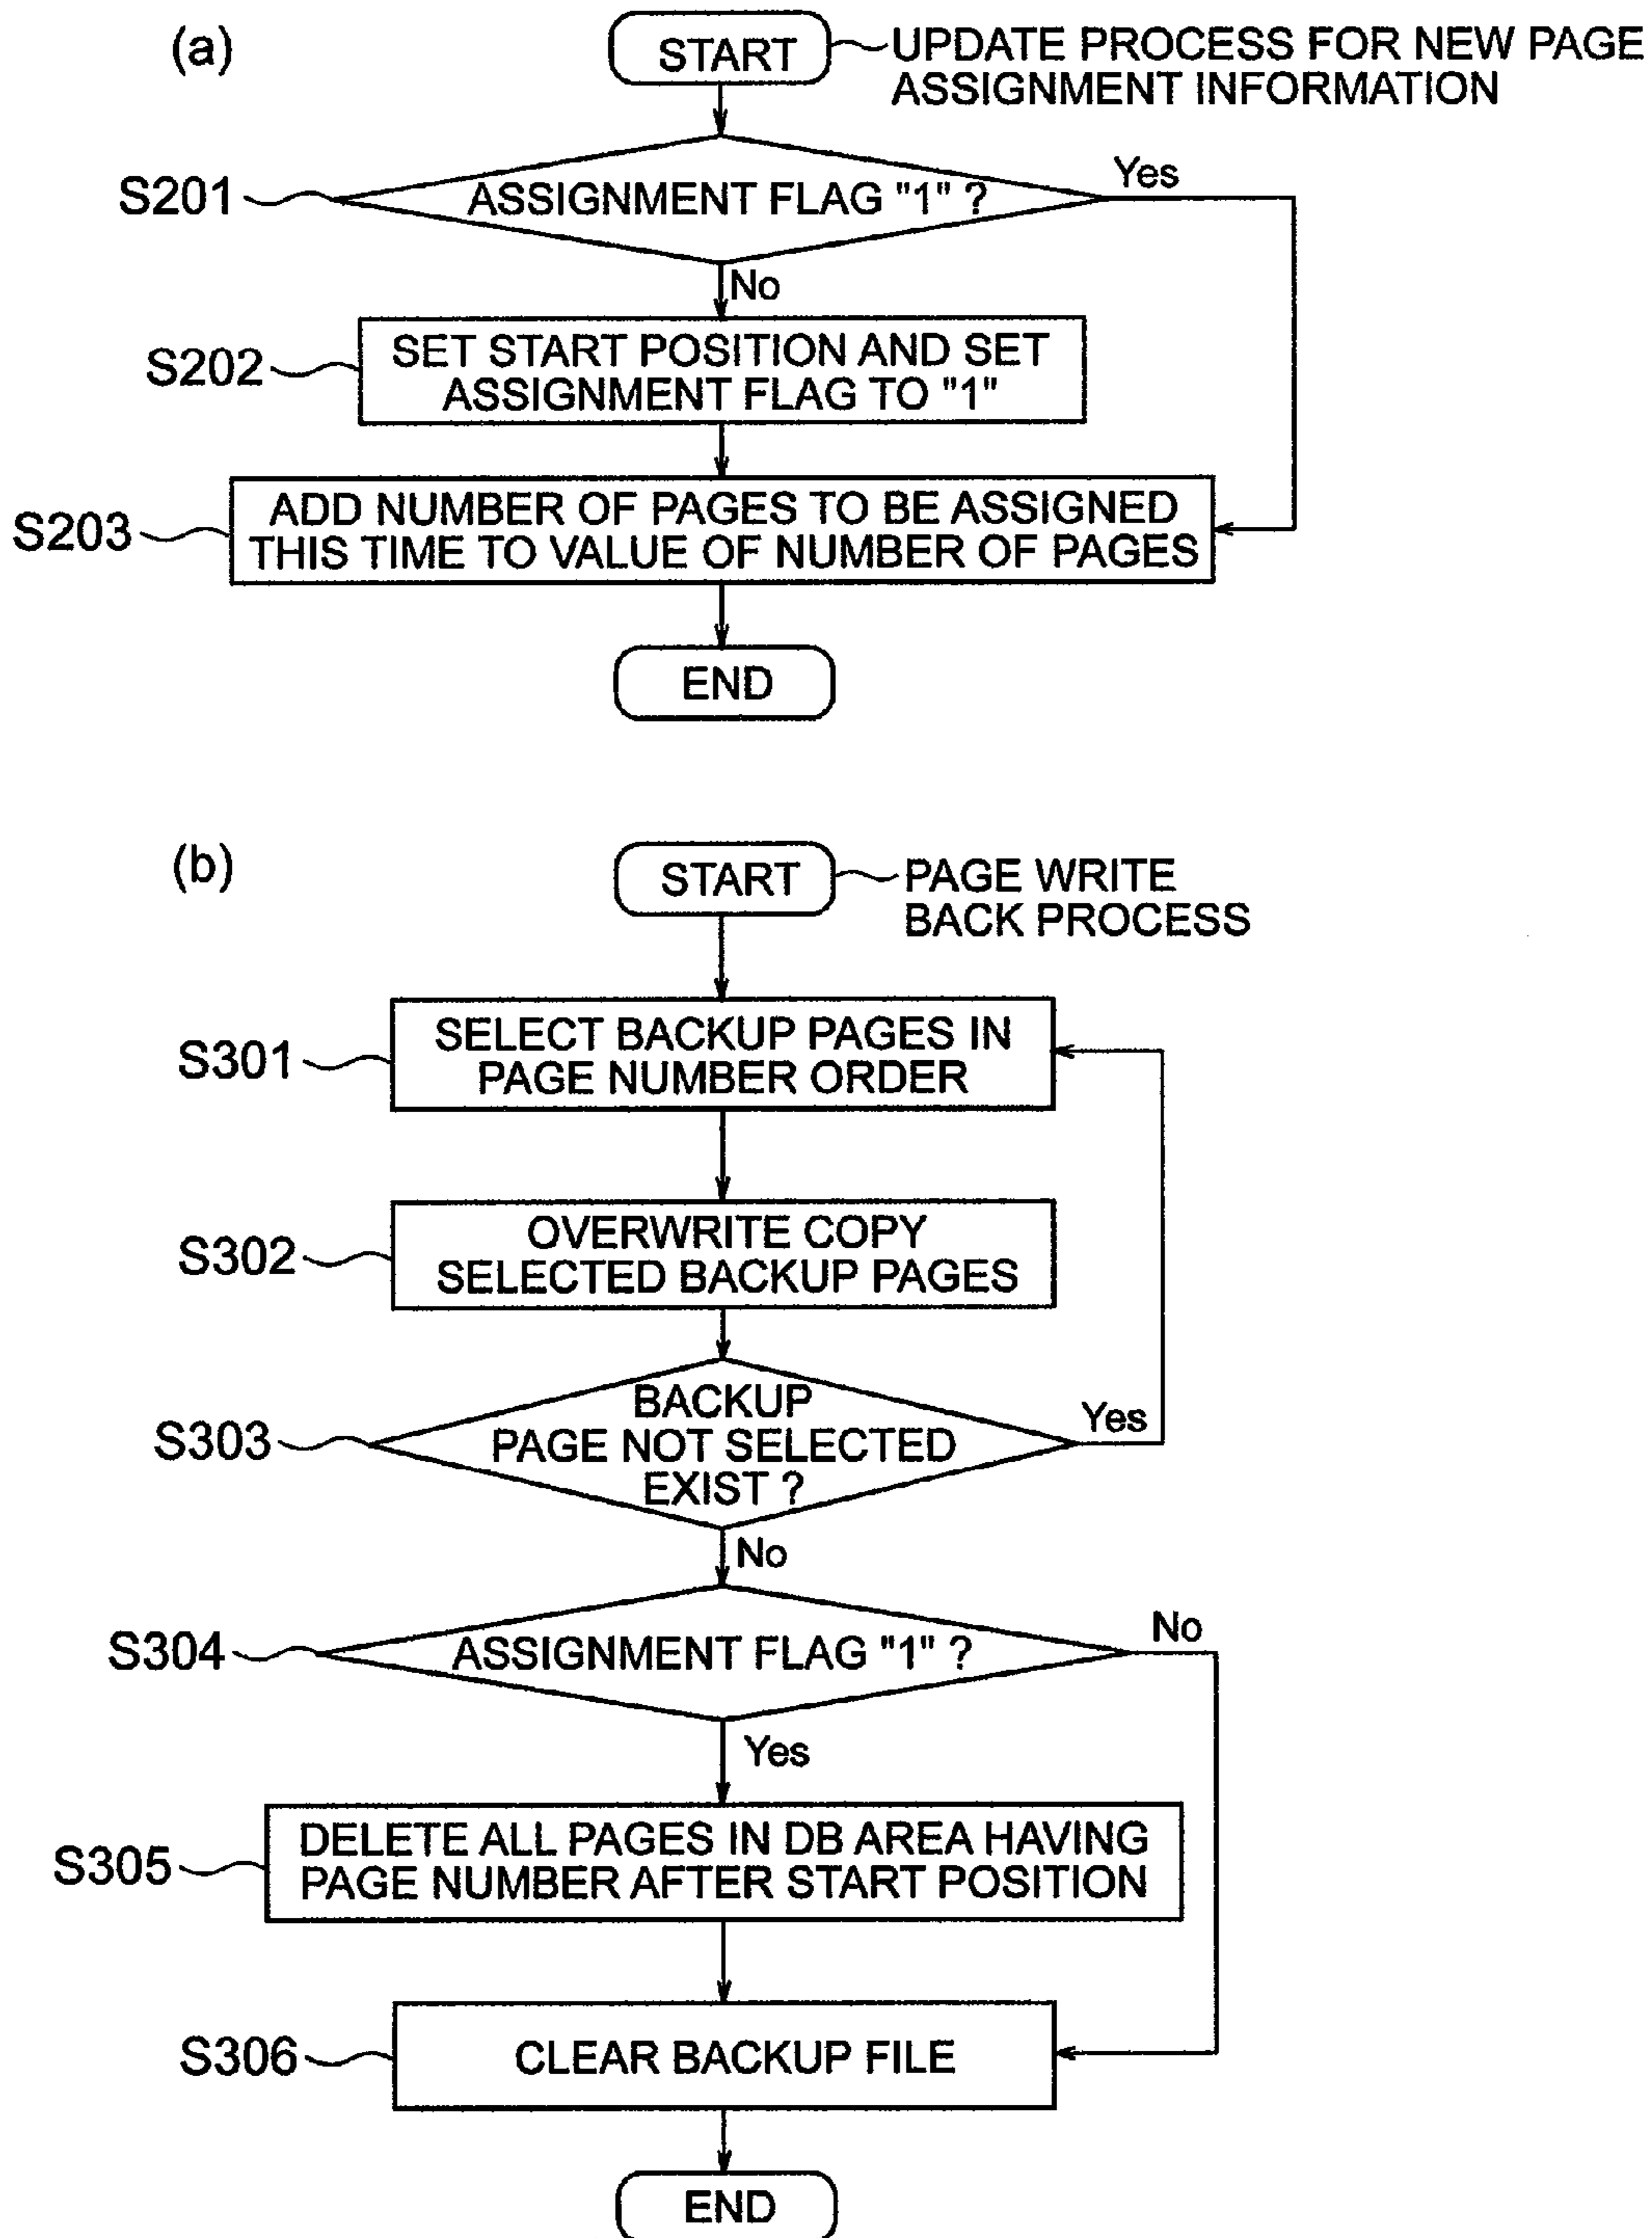 (a)
START
UPDATE PROCESS FOR NEW PAGE
ASSIGNMENT INFORMATION
S201
ASSIGNMENT FLAG "1" ?
Yes
No
S202
SET START POSITION AND SET
ASSIGNMENT FLAG TO "1"
S203
ADD NUMBER OF PAGES TO BE ASSIGNED
THIS TIME TO VALUE OF NUMBER OF PAGES
END
(b)
START
PAGE WRITE
BACK PROCESS
S301
SELECT BACKUP PAGES IN
PAGE NUMBER ORDER
S302
OVERWRITE COPY
SELECTED BACKUP PAGES
S303
BACKUP
PAGE NOT SELECTED
EXIST ?
Yes
No
S304
ASSIGNMENT FLAG "1" ?
No
Yes
S305
DELETE ALL PAGES IN DB AREA HAVING
PAGE NUMBER AFTER START POSITION
S306
CLEAR BACKUP FILE
END